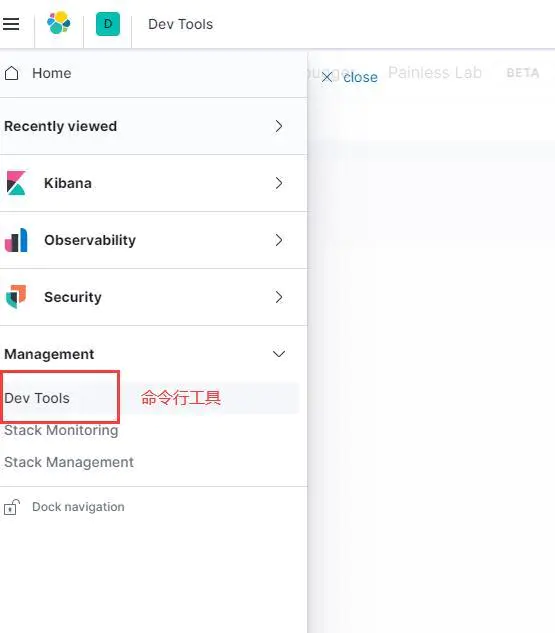 D Dev Tools
Home
close Painless Lab BETA
Recently viewed
Kibana
Observability
Security
Management
Dev Tools 命令行工具
Stack Monitoring
Stack Management
Dock navigation